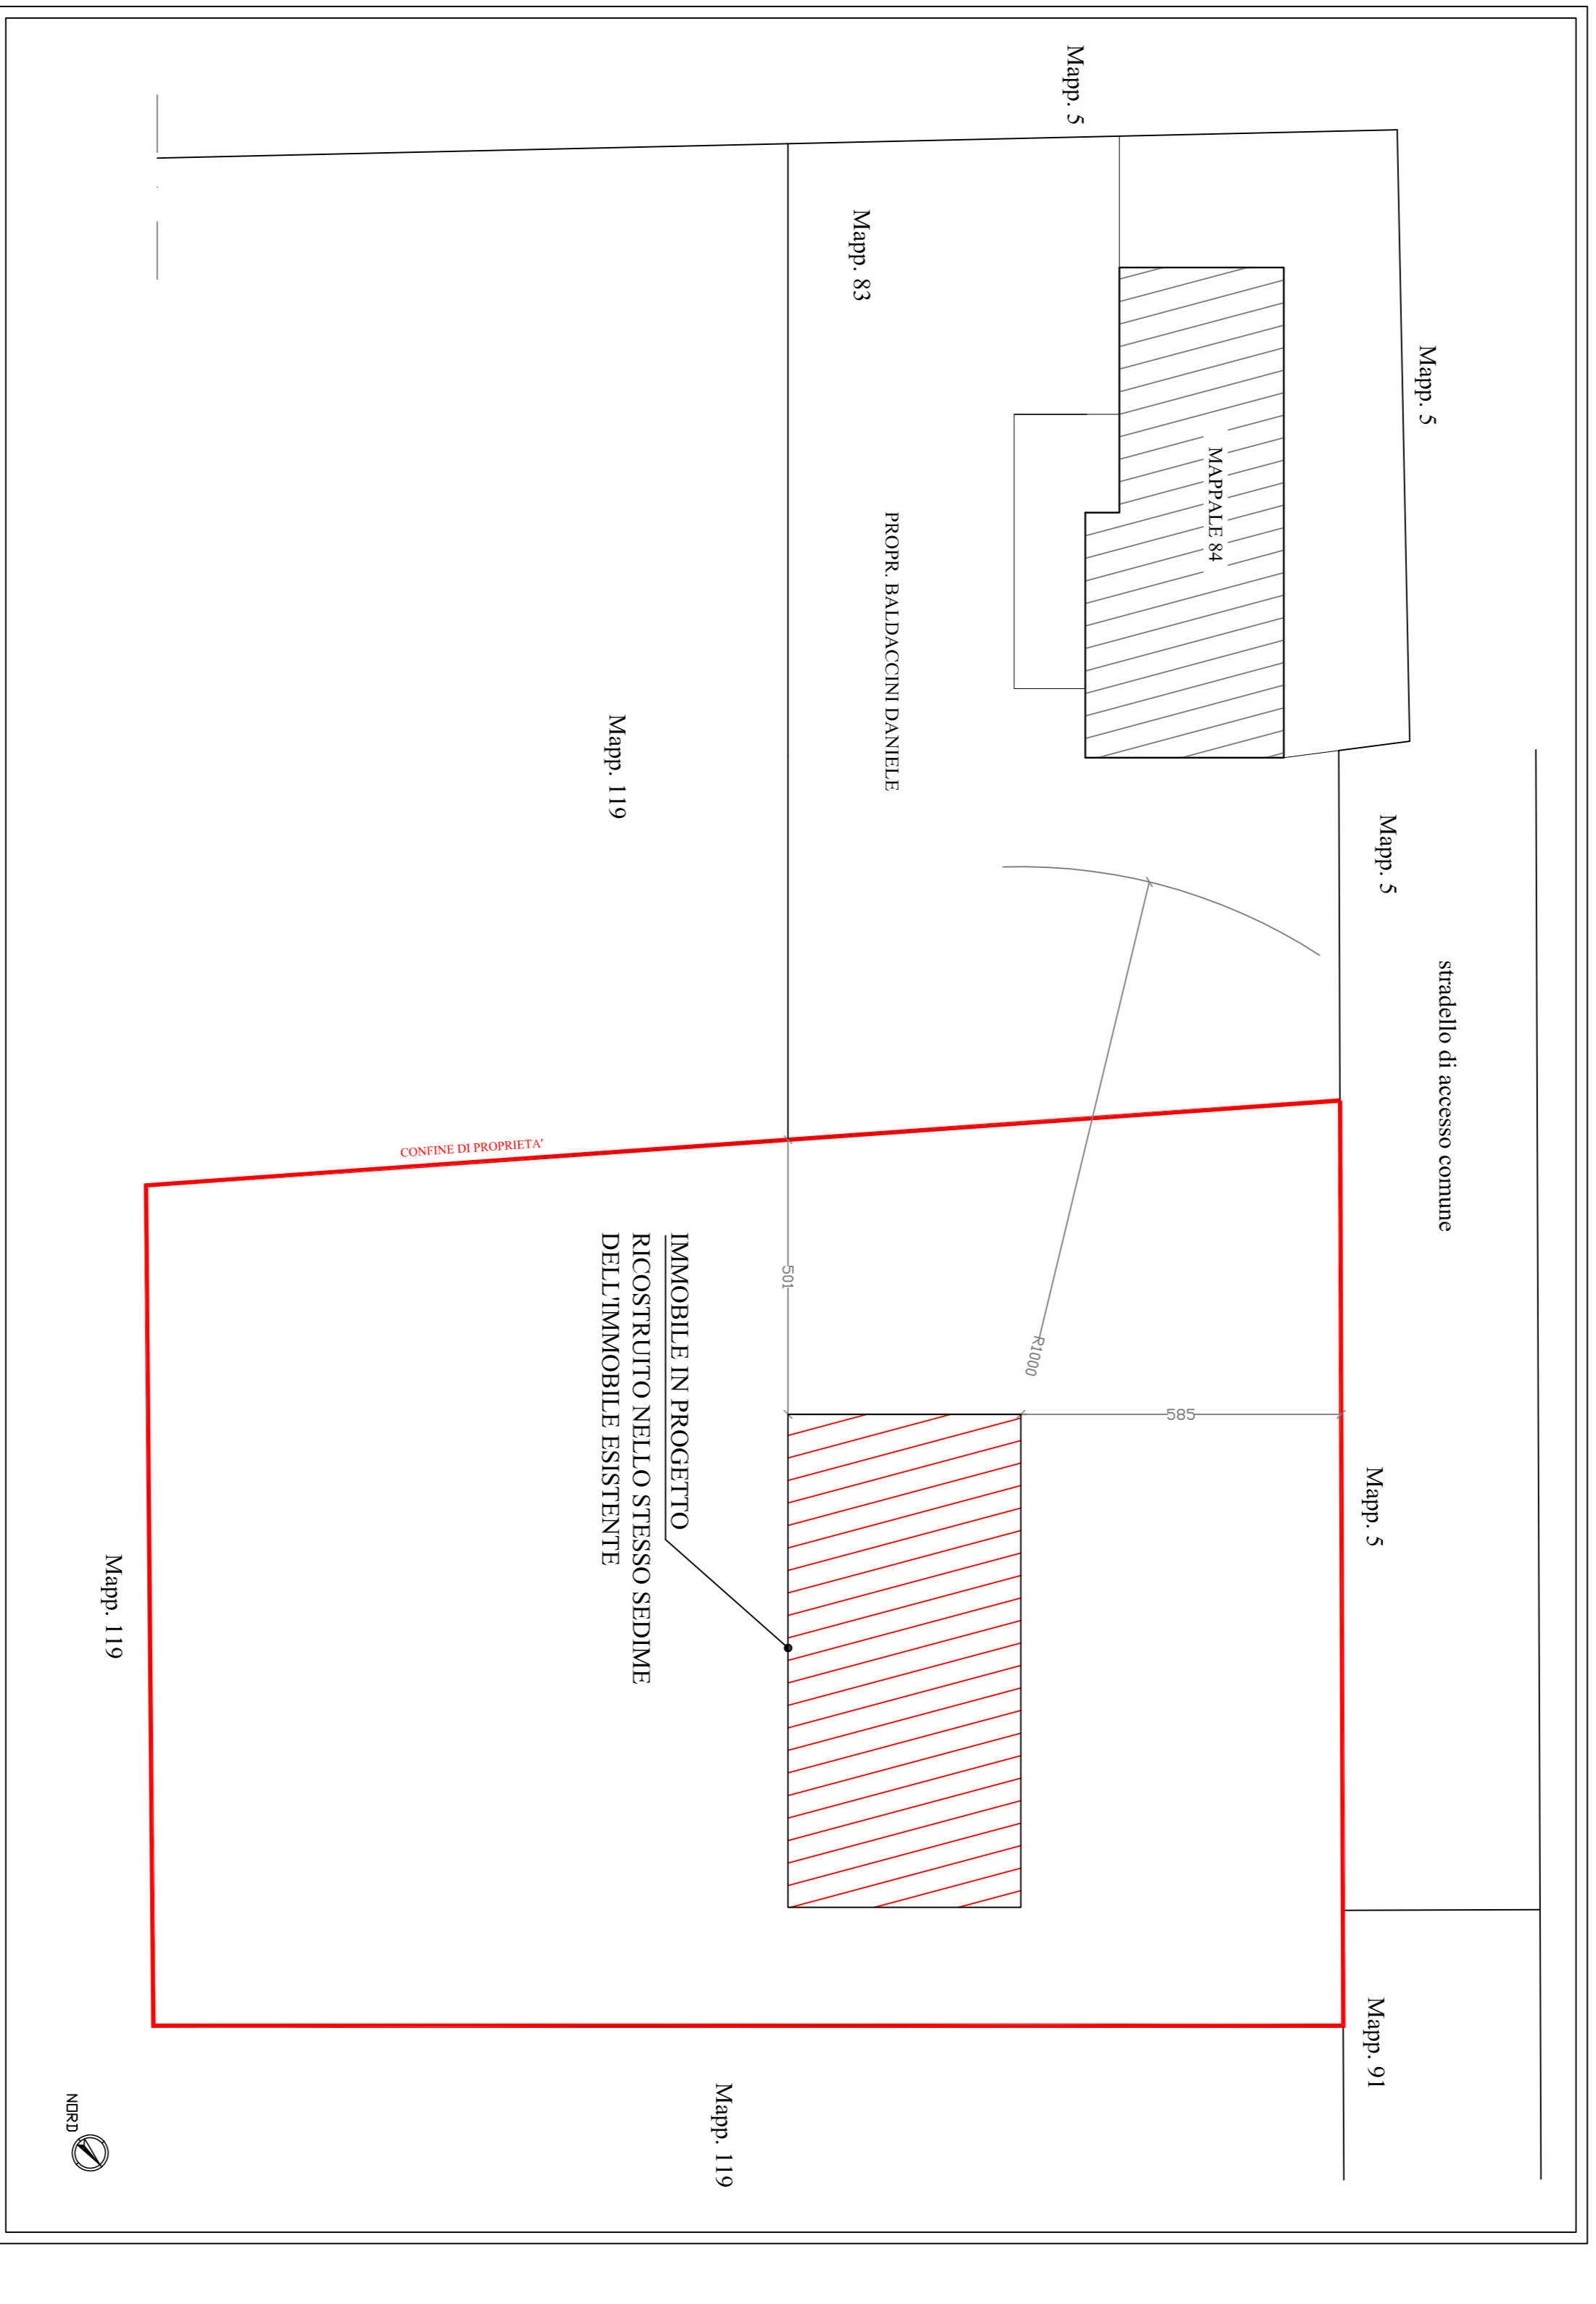 Mapp. 5
Mapp. 5
Mapp. 5
stradello di accesso comune
Mapp. 5
Mapp. 91
MAPPALE 84
Mapp. 83
PROPR. BALDACCINI DANIELE
R1000
585
501
Mapp. 119
CONFINE DI PROPRIETA'
IMMOBILE IN PROGETTO
RICOSTRUITO NELLO STESSO SEDIME
DELL'IMMOBILE ESISTENTE
Mapp. 119
Mapp. 119
NORD